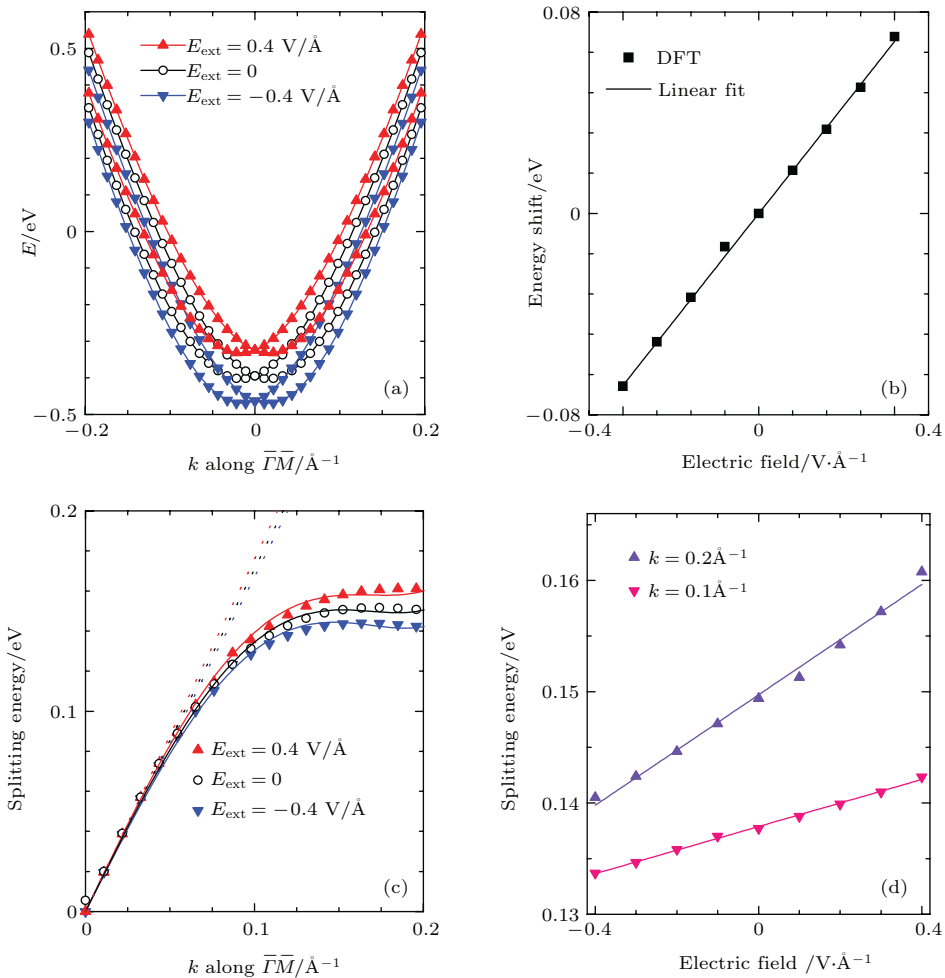 0.5
0
−0.5
E/eV
E_ext = 0.4 V/Å
E_ext = 0
E_ext = −0.4 V/Å
(a)
−0.2
0
0.2
k along Γ̅M̅/Å⁻¹
0.08
0
−0.08
Energy shift/eV
DFT
Linear fit
(b)
−0.4
0
0.4
Electric field/V·Å⁻¹
0.2
0.1
0
Splitting energy/eV
E_ext = 0.4 V/Å
E_ext = 0
E_ext = −0.4 V/Å
(c)
0
0.1
0.2
k along Γ̅M̅/Å⁻¹
0.16
0.15
0.14
0.13
Splitting energy/eV
k = 0.2Å⁻¹
k = 0.1Å⁻¹
(d)
−0.4
0
0.4
Electric field /V·Å⁻¹